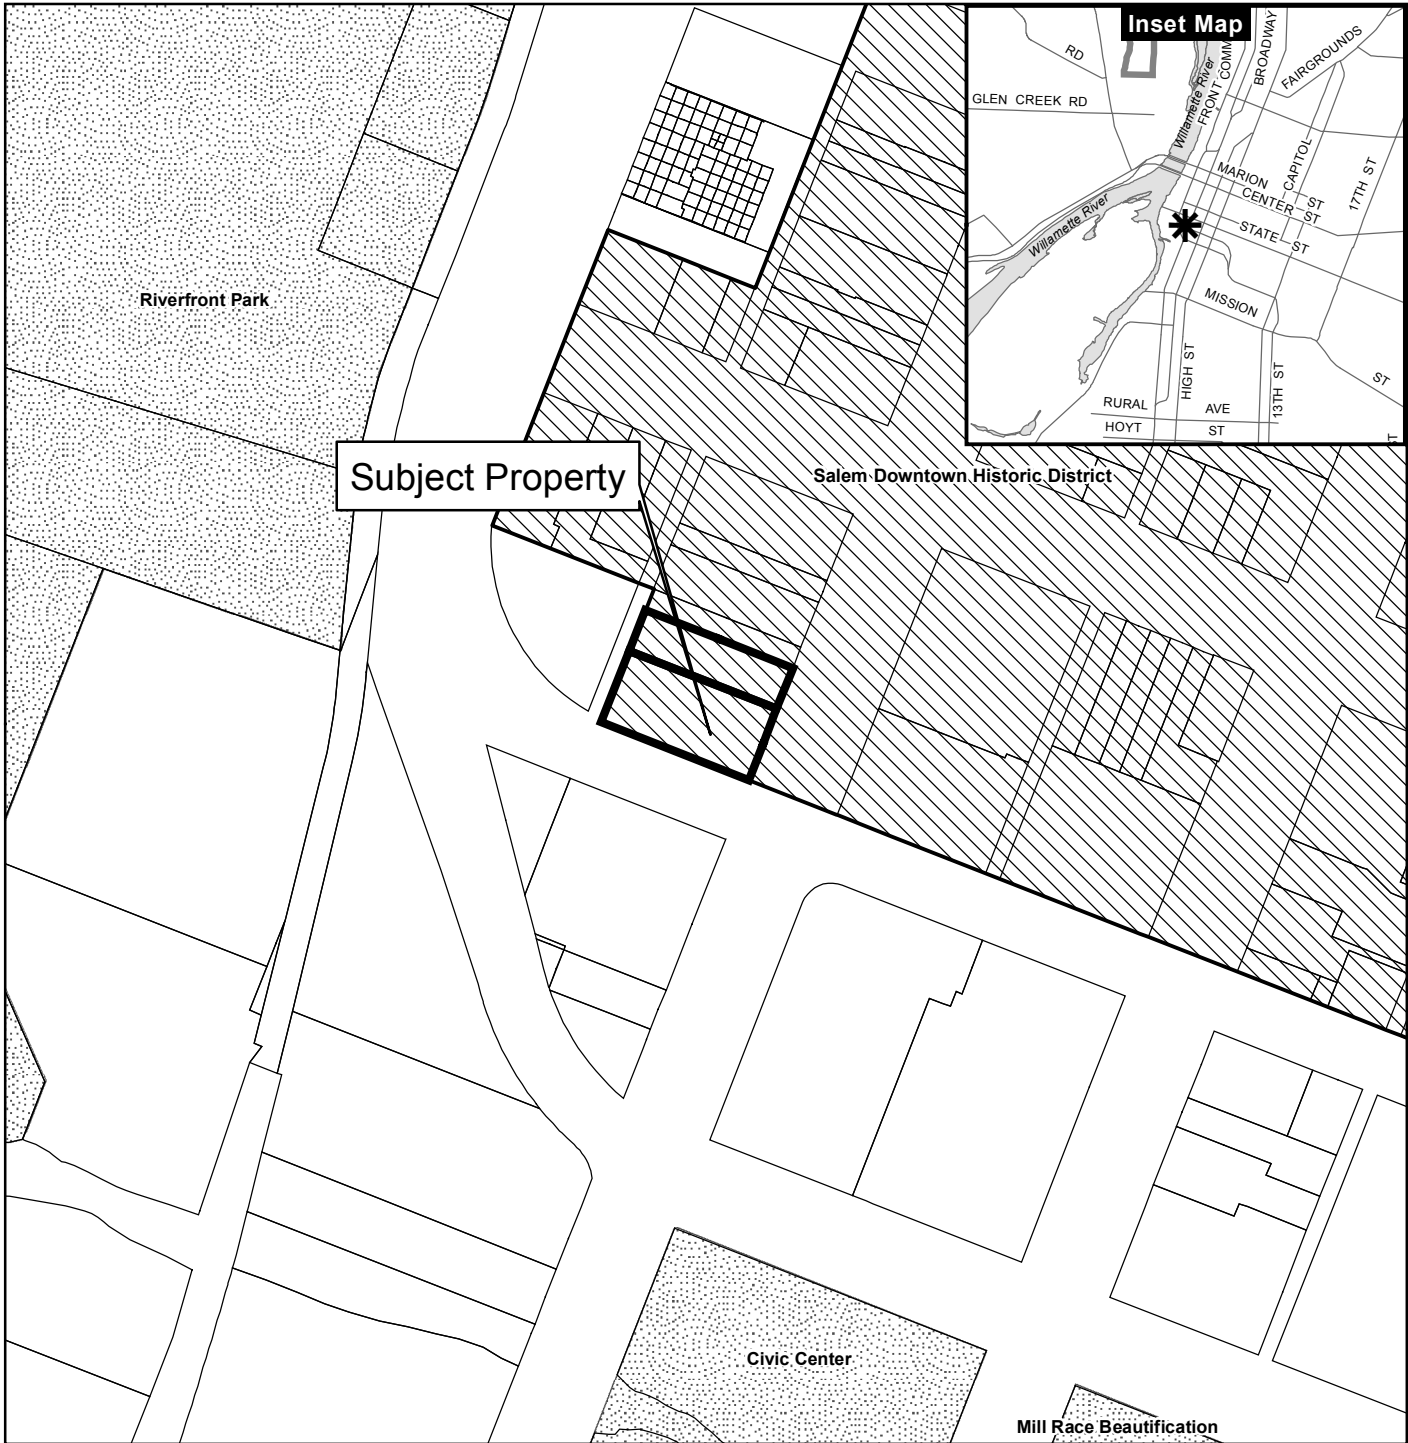 Inset Map
RD
GLEN CREEK RD
Willamette River
FRONT
COMM
BROADWAY
FAIRGROUNDS
MARION ST
CENTER ST
STATE ST
CAPITOL
17TH ST
Willamette River
MISSION
ST
HIGH ST
13TH ST
RURAL AVE
HOYT ST
ST
Riverfront Park
Subject Property
Salem Downtown Historic District
Civic Center
Mill Race Beautification